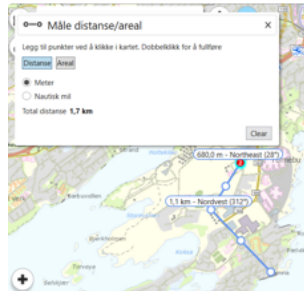 Måle distanse/areal
Legg til punkter ved å klikke i kartet. Dobbelklikk for å fullføre
Distanse Areal
Meter
Nautisk mil
Total distanse 1,7 km
Clear
680,0 m - Northeast (28°)
1,1 km - Nordvest (312°)